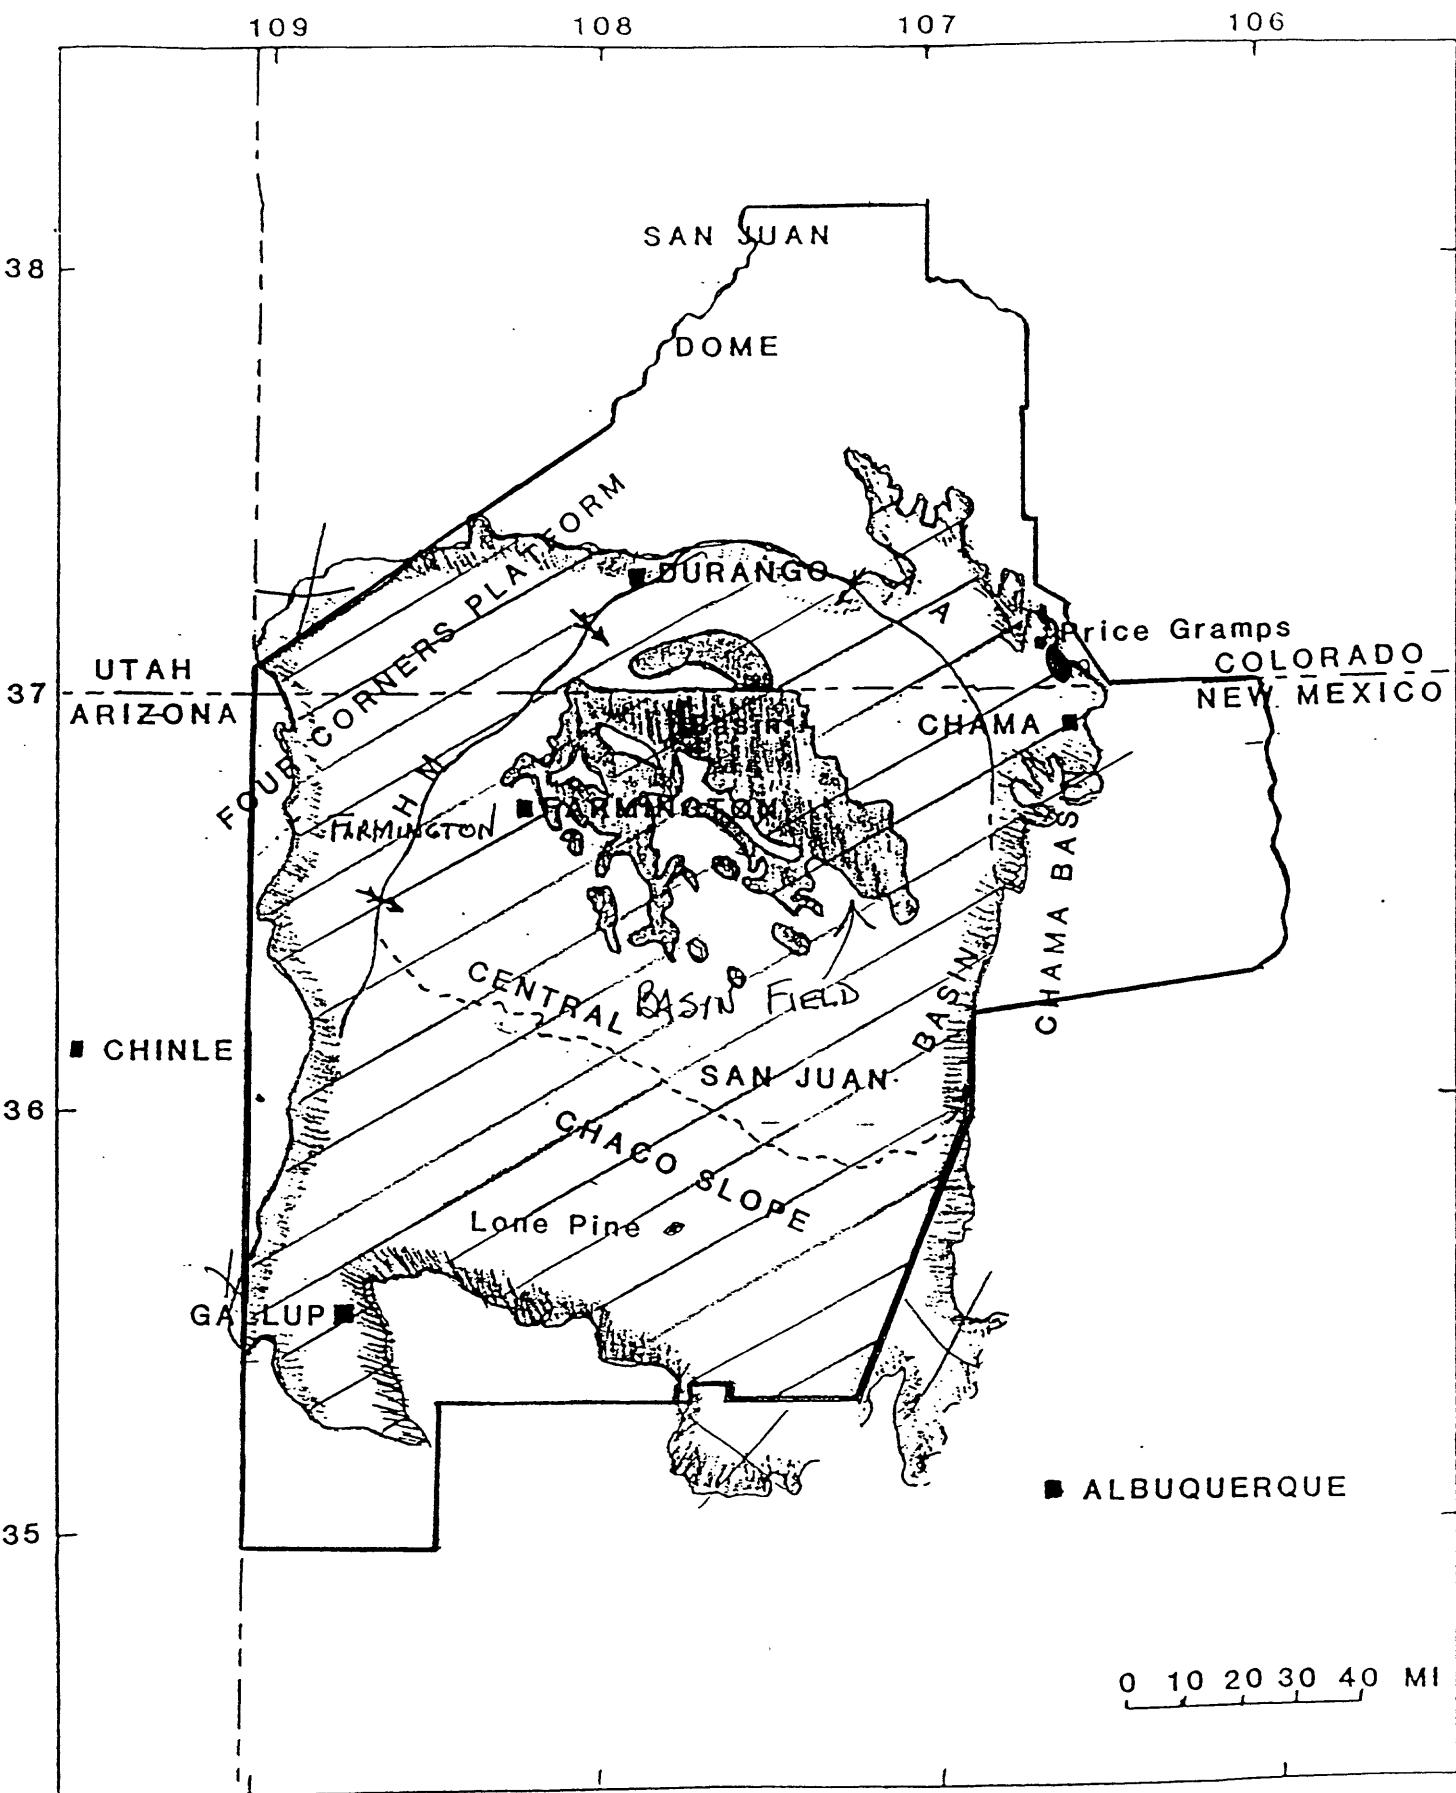 109 108 107 106
SAN JUAN
38
DOME
FOUR CORNERS PLATFORM
DURANGO
A
Price Gramps
UTAH
COLORADO
37
ARIZONA
NEW MEXICO
BASIN
CHAMA
H M
FARMINGTON
FARMINGTON
CHAMA BASIN
CENTRAL
BASIN FIELD
BASIN
CHINLE
SAN JUAN
36
CHACO SLOPE
Lone Pine
GALLUP
ALBUQUERQUE
35
0 10 20 30 40 MI